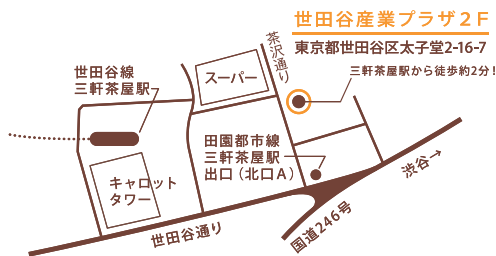 世田谷産業プラザ２F
東京都世田谷区太子堂2-16-7
三軒茶屋駅から徒歩約2分！
茶沢通り
スーパー
世田谷線
三軒茶屋駅
田園都市線
三軒茶屋駅
出口（北口A）
キャロット
タワー
渋谷→
世田谷通り
国道246号